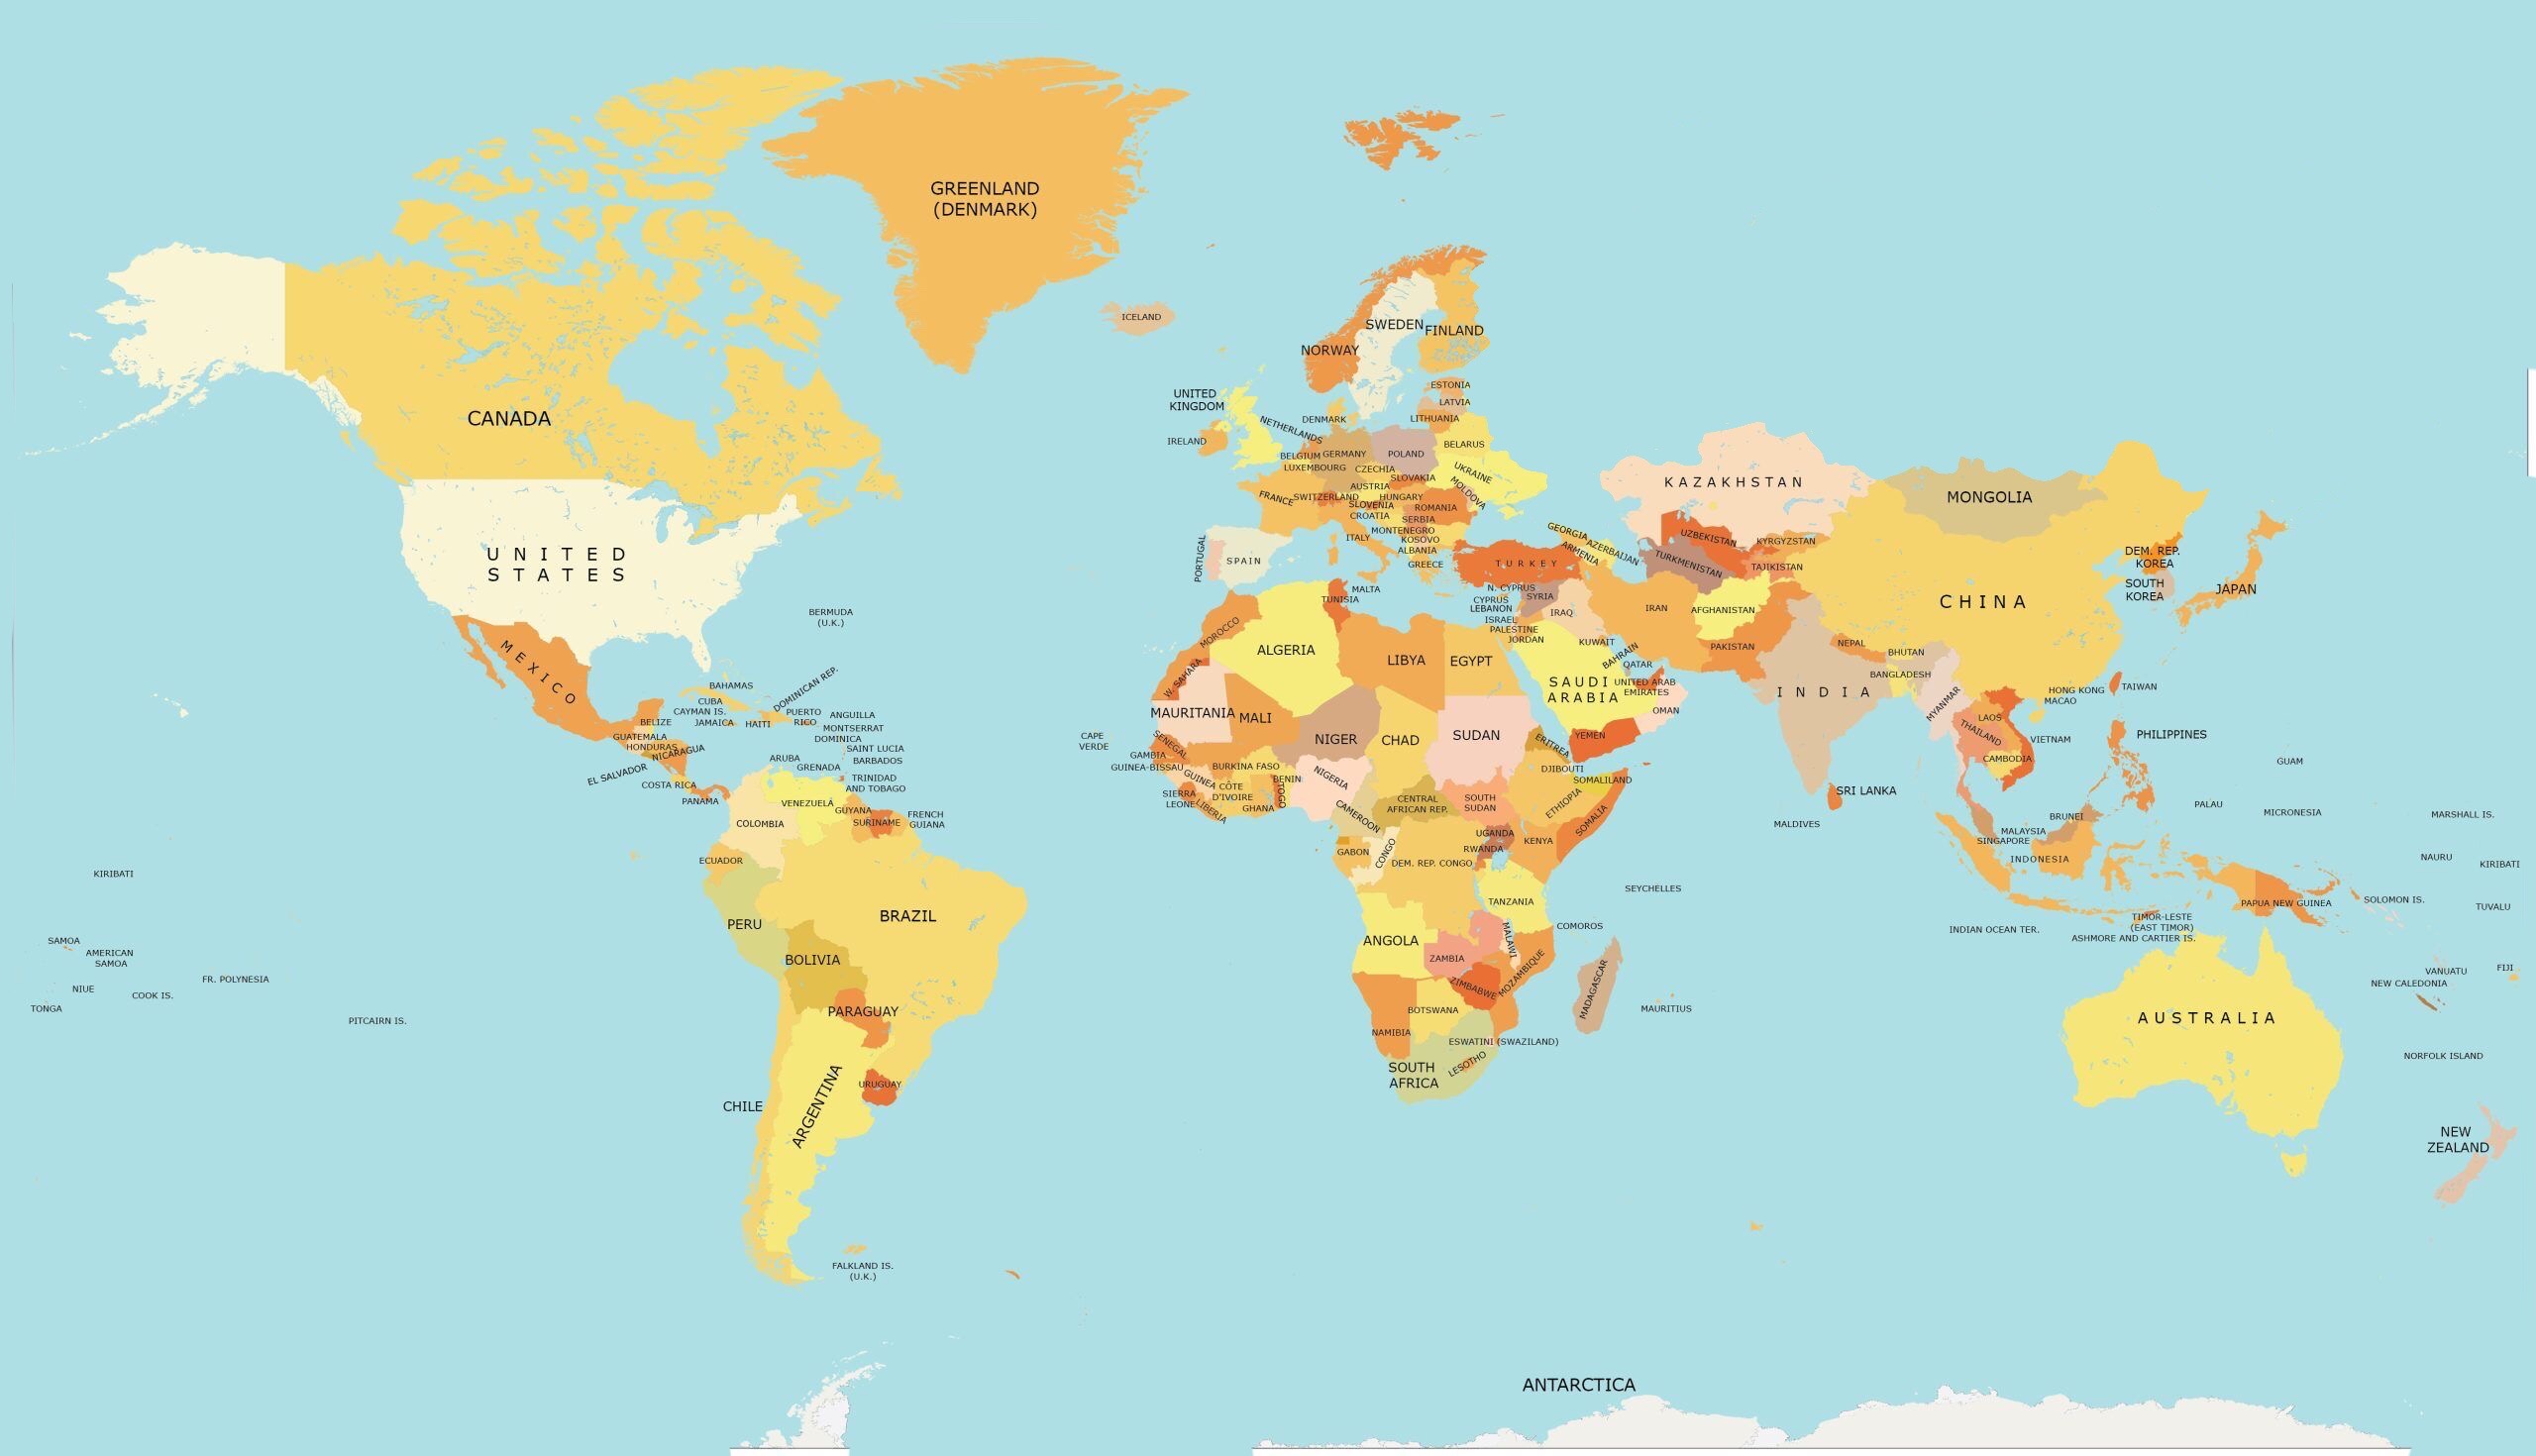 GREENLAND
(DENMARK)
ICELAND
CANADA
UNITED
STATES
MEXICO
BERMUDA
(U.K.)
BAHAMAS
DOMINICAN REP.
CUBA
CAYMAN IS.
JAMAICA
HAITI
PUERTO
RICO
ANGUILLA
MONTSERRAT
DOMINICA
SAINT LUCIA
BARBADOS
BELIZE
GUATEMALA
HONDURAS
NICARAGUA
EL SALVADOR
COSTA RICA
PANAMA
ARUBA
GRENADA
TRINIDAD
AND TOBAGO
VENEZUELA
GUYANA
SURINAME
FRENCH
GUIANA
COLOMBIA
ECUADOR
PERU
BRAZIL
BOLIVIA
PARAGUAY
URUGUAY
ARGENTINA
CHILE
FALKLAND IS.
(U.K.)
KIRIBATI
SAMOA
AMERICAN
SAMOA
NIUE
TONGA
COOK IS.
FR. POLYNESIA
PITCAIRN IS.
NORWAY
SWEDEN
FINLAND
ESTONIA
LATVIA
LITHUANIA
UNITED
KINGDOM
IRELAND
DENMARK
NETHERLANDS
BELGIUM
GERMANY
POLAND
BELARUS
LUXEMBOURG
CZECHIA
SLOVAKIA
UKRAINE
MOLDOVA
AUSTRIA
FRANCE
SWITZERLAND
HUNGARY
SLOVENIA
ROMANIA
CROATIA
SERBIA
MONTENEGRO
ITALY
KOSOVO
ALBANIA
GREECE
PORTUGAL
SPAIN
MALTA
TURKEY
GEORGIA
ARMENIA
AZERBAIJAN
N. CYPRUS
CYPRUS
SYRIA
LEBANON
ISRAEL
PALESTINE
JORDAN
IRAQ
IRAN
KUWAIT
BAHRAIN
QATAR
UNITED ARAB
EMIRATES
SAUDI
ARABIA
OMAN
YEMEN
KAZAKHSTAN
UZBEKISTAN
TURKMENISTAN
KYRGYZSTAN
TAJIKISTAN
AFGHANISTAN
PAKISTAN
INDIA
NEPAL
BHUTAN
BANGLADESH
SRI LANKA
MALDIVES
MONGOLIA
CHINA
DEM. REP.
KOREA
SOUTH
KOREA
JAPAN
TAIWAN
HONG KONG
MACAO
MYANMAR
LAOS
THAILAND
VIETNAM
CAMBODIA
PHILIPPINES
BRUNEI
MALAYSIA
SINGAPORE
INDONESIA
TIMOR-LESTE
(EAST TIMOR)
INDIAN OCEAN TER.
ASHMORE AND CARTIER IS.
PAPUA NEW GUINEA
GUAM
PALAU
MICRONESIA
MARSHALL IS.
NAURU
KIRIBATI
SOLOMON IS.
TUVALU
VANUATU
FIJI
NEW CALEDONIA
NORFOLK ISLAND
AUSTRALIA
NEW
ZEALAND
MOROCCO
ALGERIA
TUNISIA
LIBYA
EGYPT
W. SAHARA
MAURITANIA
MALI
NIGER
CHAD
SUDAN
ERITREA
DJIBOUTI
SOMALILAND
ETHIOPIA
SOMALIA
CAPE
VERDE
SENEGAL
GAMBIA
GUINEA-BISSAU
GUINEA
SIERRA
LEONE
LIBERIA
CÔTE
D'IVOIRE
BURKINA FASO
GHANA
TOGO
BENIN
NIGERIA
CAMEROON
CENTRAL
AFRICAN REP.
SOUTH
SUDAN
UGANDA
RWANDA
KENYA
GABON
CONGO
DEM. REP. CONGO
TANZANIA
SEYCHELLES
COMOROS
ANGOLA
ZAMBIA
MALAWI
MOZAMBIQUE
ZIMBABWE
MADAGASCAR
MAURITIUS
NAMIBIA
BOTSWANA
ESWATINI (SWAZILAND)
LESOTHO
SOUTH
AFRICA
ANTARCTICA